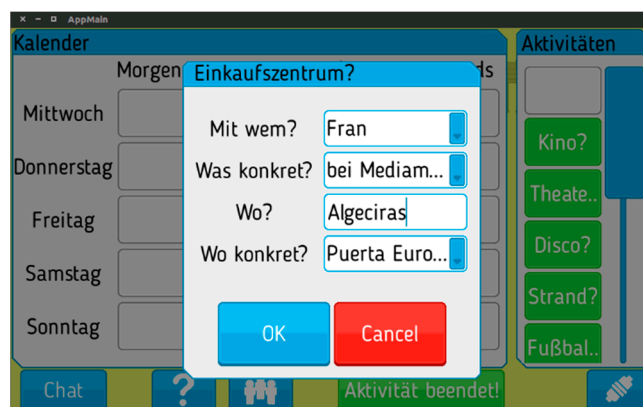 AppMain
Kalender
Aktivitäten
Morgen
ds
Einkaufszentrum?
Mittwoch
Mit wem?
Fran
Kino?
Donnerstag
Was konkret?
bei Mediam...
Theate..
Freitag
Wo?
Algeciras
Disco?
Wo konkret?
Puerta Euro...
Samstag
Strand?
Sonntag
OK
Cancel
Fußbal..
Chat
?
Aktivität beendet!